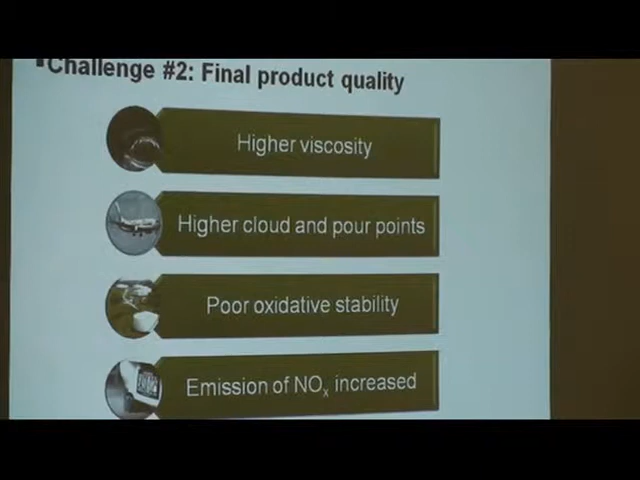 ▪Challenge #2: Final product quality
Higher viscosity
Higher cloud and pour points
Poor oxidative stability
Emission of NOₓ increased